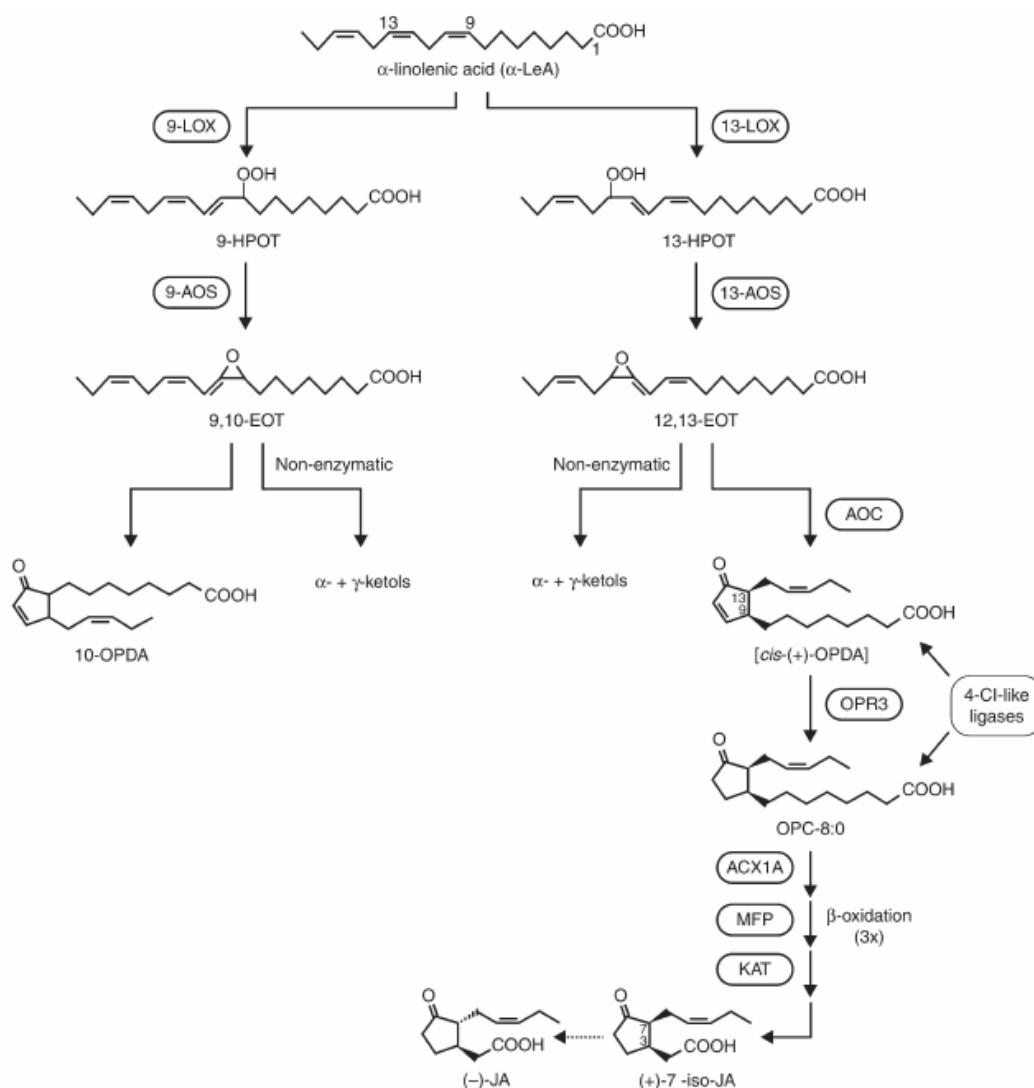 13
9
COOH
1
α-linolenic acid (α-LeA)
9-LOX
13-LOX
OOH
COOH
9-HPOT
OOH
COOH
13-HPOT
9-AOS
13-AOS
O
COOH
9,10-EOT
O
COOH
12,13-EOT
Non-enzymatic
Non-enzymatic
AOC
O
COOH
10-OPDA
α- + γ-ketols
α- + γ-ketols
O
13
9
COOH
[cis-(+)-OPDA]
4-CI-like
ligases
OPR3
O
COOH
OPC-8:0
ACX1A
MFP
β-oxidation
(3x)
KAT
O
COOH
(–)-JA
O
7
3
COOH
(+)-7 -iso-JA